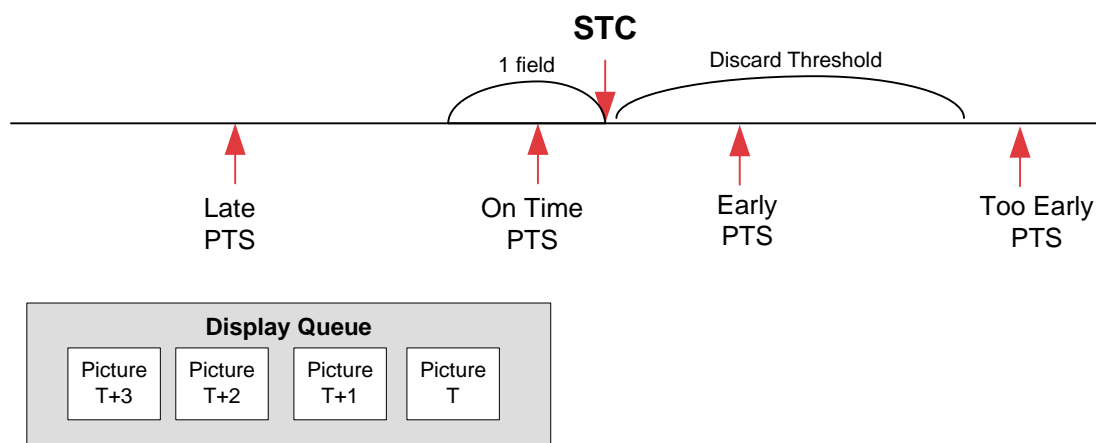 STC
1 field
Discard Threshold
Late
PTS
On Time
PTS
Early
PTS
Too Early
PTS
Display Queue
Picture
T+3
Picture
T+2
Picture
T+1
Picture
T